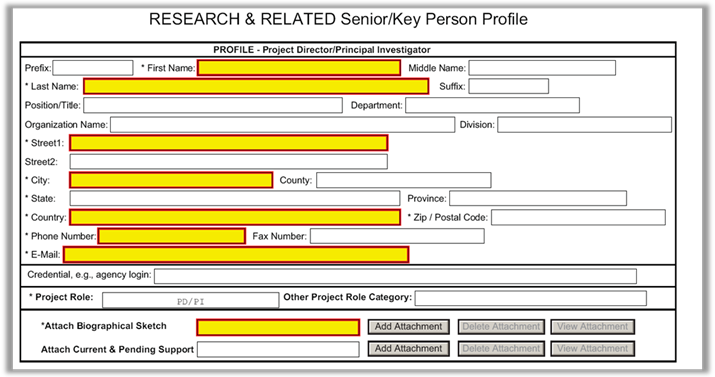 RESEARCH & RELATED Senior/Key Person Profile
PROFILE - Project Director/Principal Investigator
Prefix: * First Name: Middle Name:
* Last Name: Suffix:
Position/Title: Department:
Organization Name: Division:
* Street1:
Street2:
* City: County:
* State: Province:
* Country: * Zip / Postal Code:
* Phone Number: Fax Number:
* E-Mail:
Credential, e.g., agency login:
* Project Role: PD/PI Other Project Role Category:
*Attach Biographical Sketch Add Attachment Delete Attachment View Attachment
Attach Current & Pending Support Add Attachment Delete Attachment View Attachment